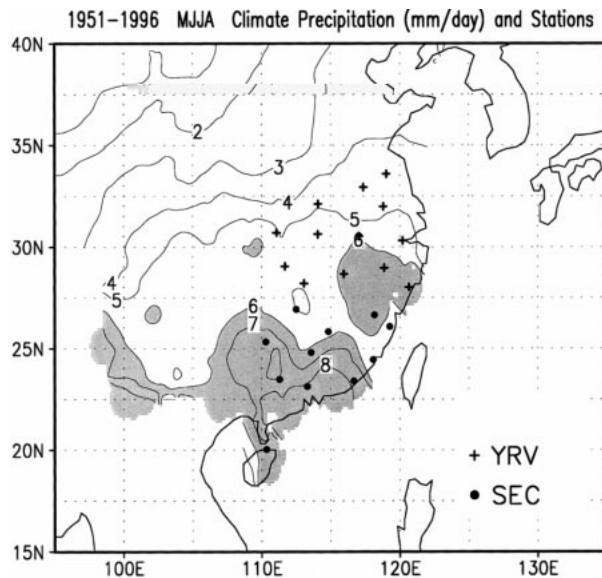 1951−1996 MJJA Climate Precipitation (mm/day) and Stations
40N
35N
30N
25N
20N
15N
100E
110E
120E
130E
2
3
4
5
6
4
5
6
7
8
+ YRV
● SEC